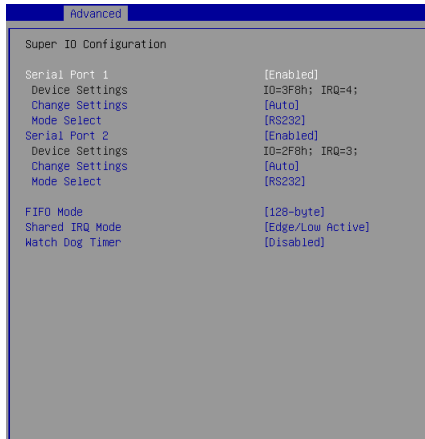 Advanced
Super IO Configuration
Serial Port 1 [Enabled]
Device Settings IO=3F8h; IRQ=4;
Change Settings [Auto]
Mode Select [RS232]
Serial Port 2 [Enabled]
Device Settings IO=2F8h; IRQ=3;
Change Settings [Auto]
Mode Select [RS232]
FIFO Mode [128-byte]
Shared IRQ Mode [Edge/Low Active]
Watch Dog Timer [Disabled]